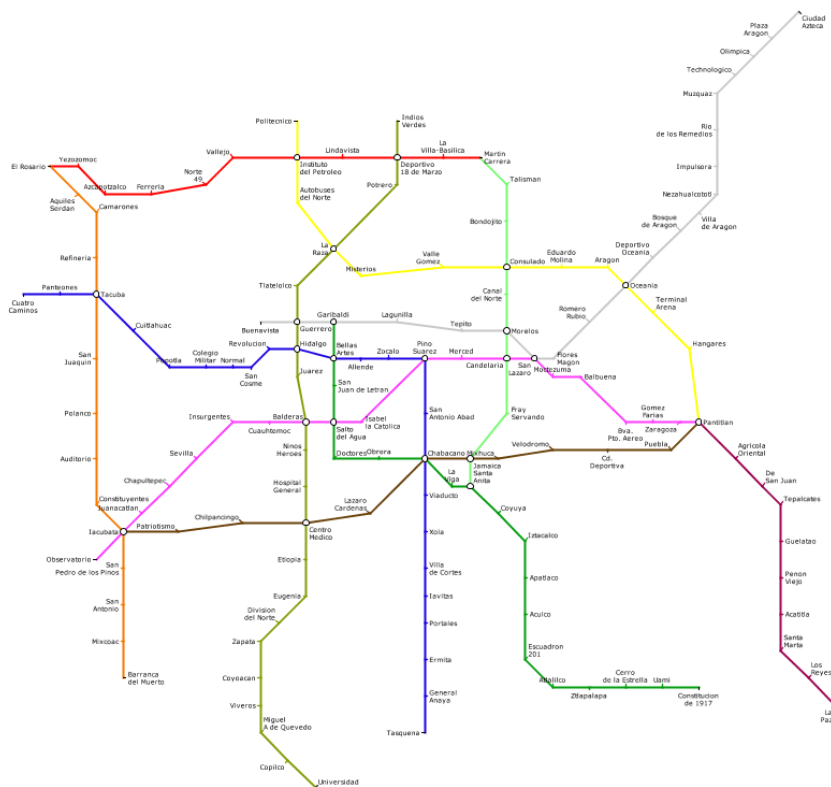 Ciudad
Azteca
Plaza
Aragon
Olimpica
Technologico
Muzquaz
Rio
de los Remedios
Impulsora
Nezahualcototl
Villa
de Aragon
Bosque
de Aragon
Deportivo
Oceania
Oceania
Romero
Rubio
Flores
Magon
Politecnico
Indios
Verdes
El Rosario
Yezozomoc
Azcapotzalco
Ferreria
Norte
49
Vallejo
Instituto
del Petroleo
Lindavista
Deportivo
18 de Marzo
La
Villa-Basilica
Martin
Carrera
Autobuses
del Norte
Potrero
Talisman
Bondojito
Aquiles
Serdan
Camarones
Refineria
La
Raza
Misterios
Valle
Gomez
Consulado
Eduardo
Molina
Aragon
Terminal
Arena
Hangares
Cuatro
Caminos
Panteones
Tacuba
Cuitlahuac
Popotla
Colegio
Militar
Normal
San
Cosme
Revolucion
Hidalgo
Tlatelolco
Buenavista
Guerrero
Garibaldi
Lagunilla
Tepito
Morelos
Canal
del Norte
Bellas
Artes
Allende
Zocalo
Pino
Suarez
Merced
Candelaria
San
Lazaro
Moctezuma
Balbuena
Bva.
Pto. Aereo
Gomez
Farias
Zaragoza
Pantitlan
San
Juaquin
Polanco
Auditorio
Constituyentes
Juanacatlan
Chapultepec
Sevilla
Insurgentes
Cuauhtemoc
Balderas
Juarez
San
Juan de Letran
Salto
del Agua
Isabel
la Catolica
San
Antonio Abad
Fray
Servando
Ninos
Heroes
Doctores
Obrera
Chabacano
Mixhuca
Jamaica
Santa
Anita
La
Viga
Velodromo
Cd.
Deportiva
Puebla
Agricola
Oriental
De
San Juan
Tepalcates
Guelatao
Penon
Viejo
Acatitla
Santa
Marta
Los
Reyes
La
Paz
Hospital
General
Iacubata
Patriotismo
Chilpancingo
Centro
Medico
Lazaro
Cardenas
Observatorio
San
Pedro de los Pinos
San
Antonio
Mixcoac
Barranca
del Muerto
Etiopia
Eugenia
Division
del Norte
Zapata
Coyoacan
Viveros
Miguel
A de Quevedo
Copilco
Universidad
Viaducto
Xola
Villa
de Cortes
Iavitas
Portales
Ermita
General
Anaya
Tasquena
Coyuya
Iztacalco
Apatlaco
Aculco
Escuadron
201
Atlalilco
Ztlapalapa
Cerro
de la Estrella
Uami
Constitucion
de 1917